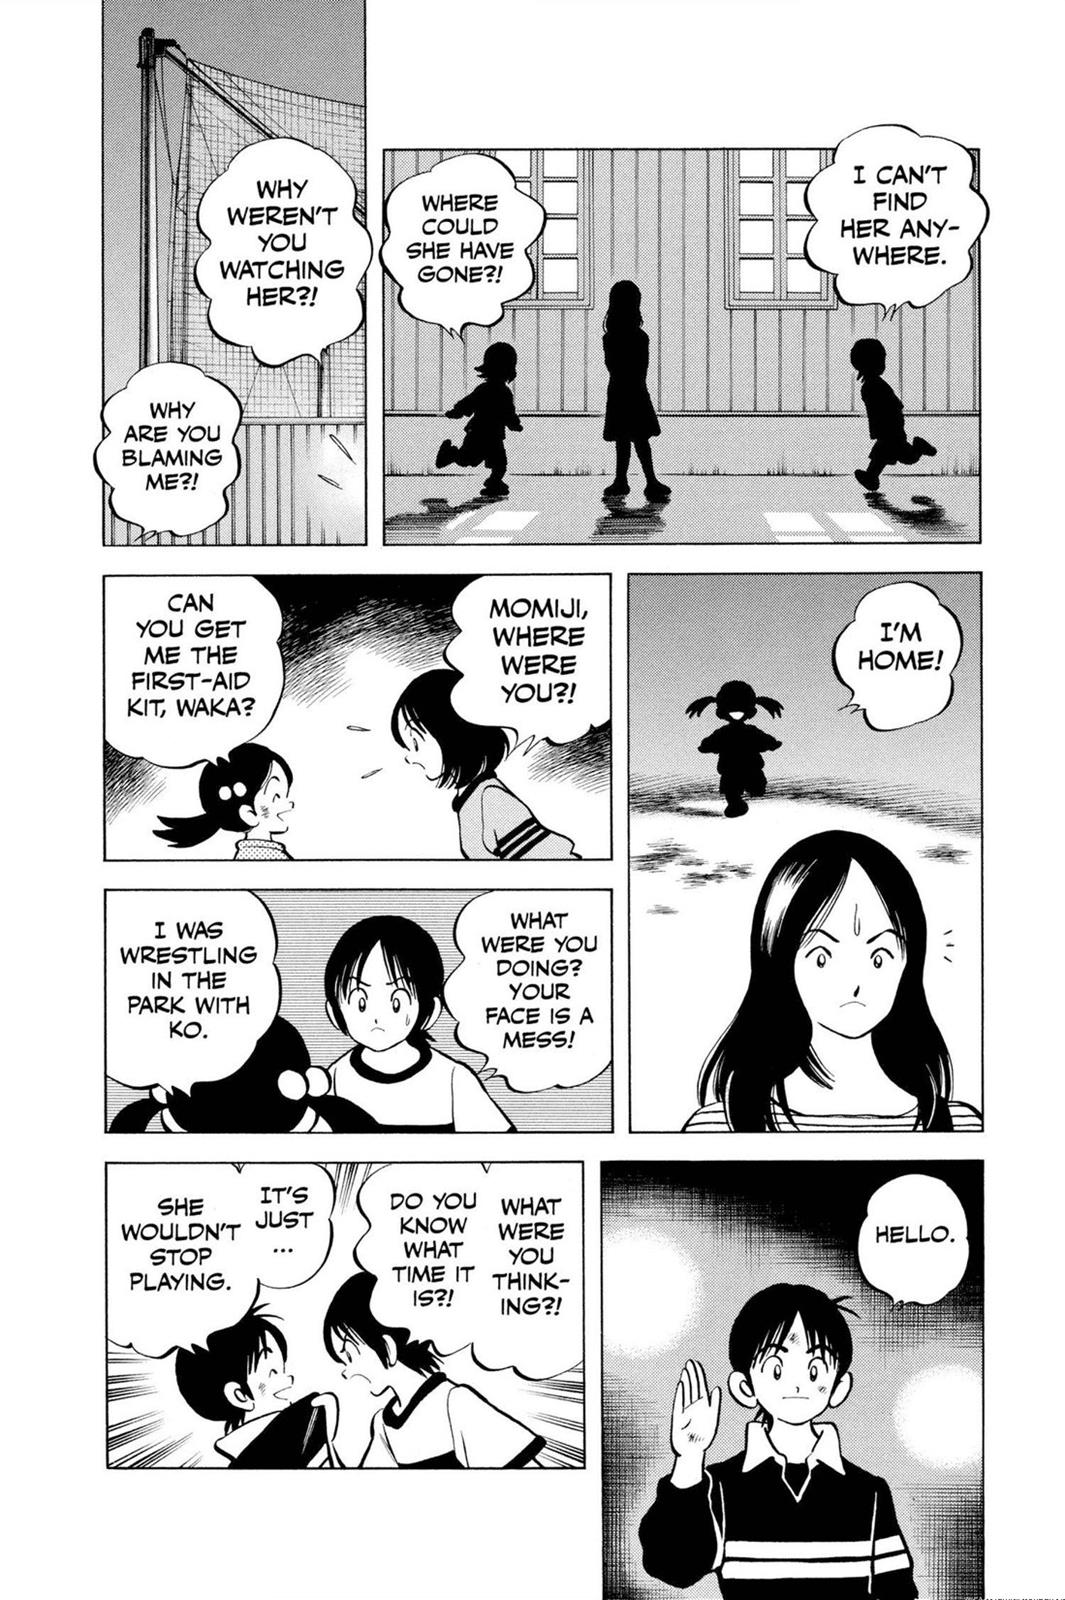 I CAN'T
FIND
HER ANY-
WHERE.
WHERE
COULD
SHE HAVE
GONE?!
WHY
WEREN'T
YOU
WATCHING
HER?!
WHY
ARE YOU
BLAMING
ME?!
I'M
HOME!
MOMIJI,
WHERE
WERE
YOU?!
CAN
YOU GET
ME THE
FIRST-AID
KIT, WAKA?
WHAT
WERE YOU
DOING?
YOUR
FACE IS A
MESS!
I WAS
WRESTLING
IN THE
PARK WITH
KO.
HELLO.
WHAT
WERE
YOU
THINK-
ING?!
DO YOU
KNOW
WHAT
TIME IT
IS?!
IT'S
JUST
...
SHE
WOULDN'T
STOP
PLAYING.